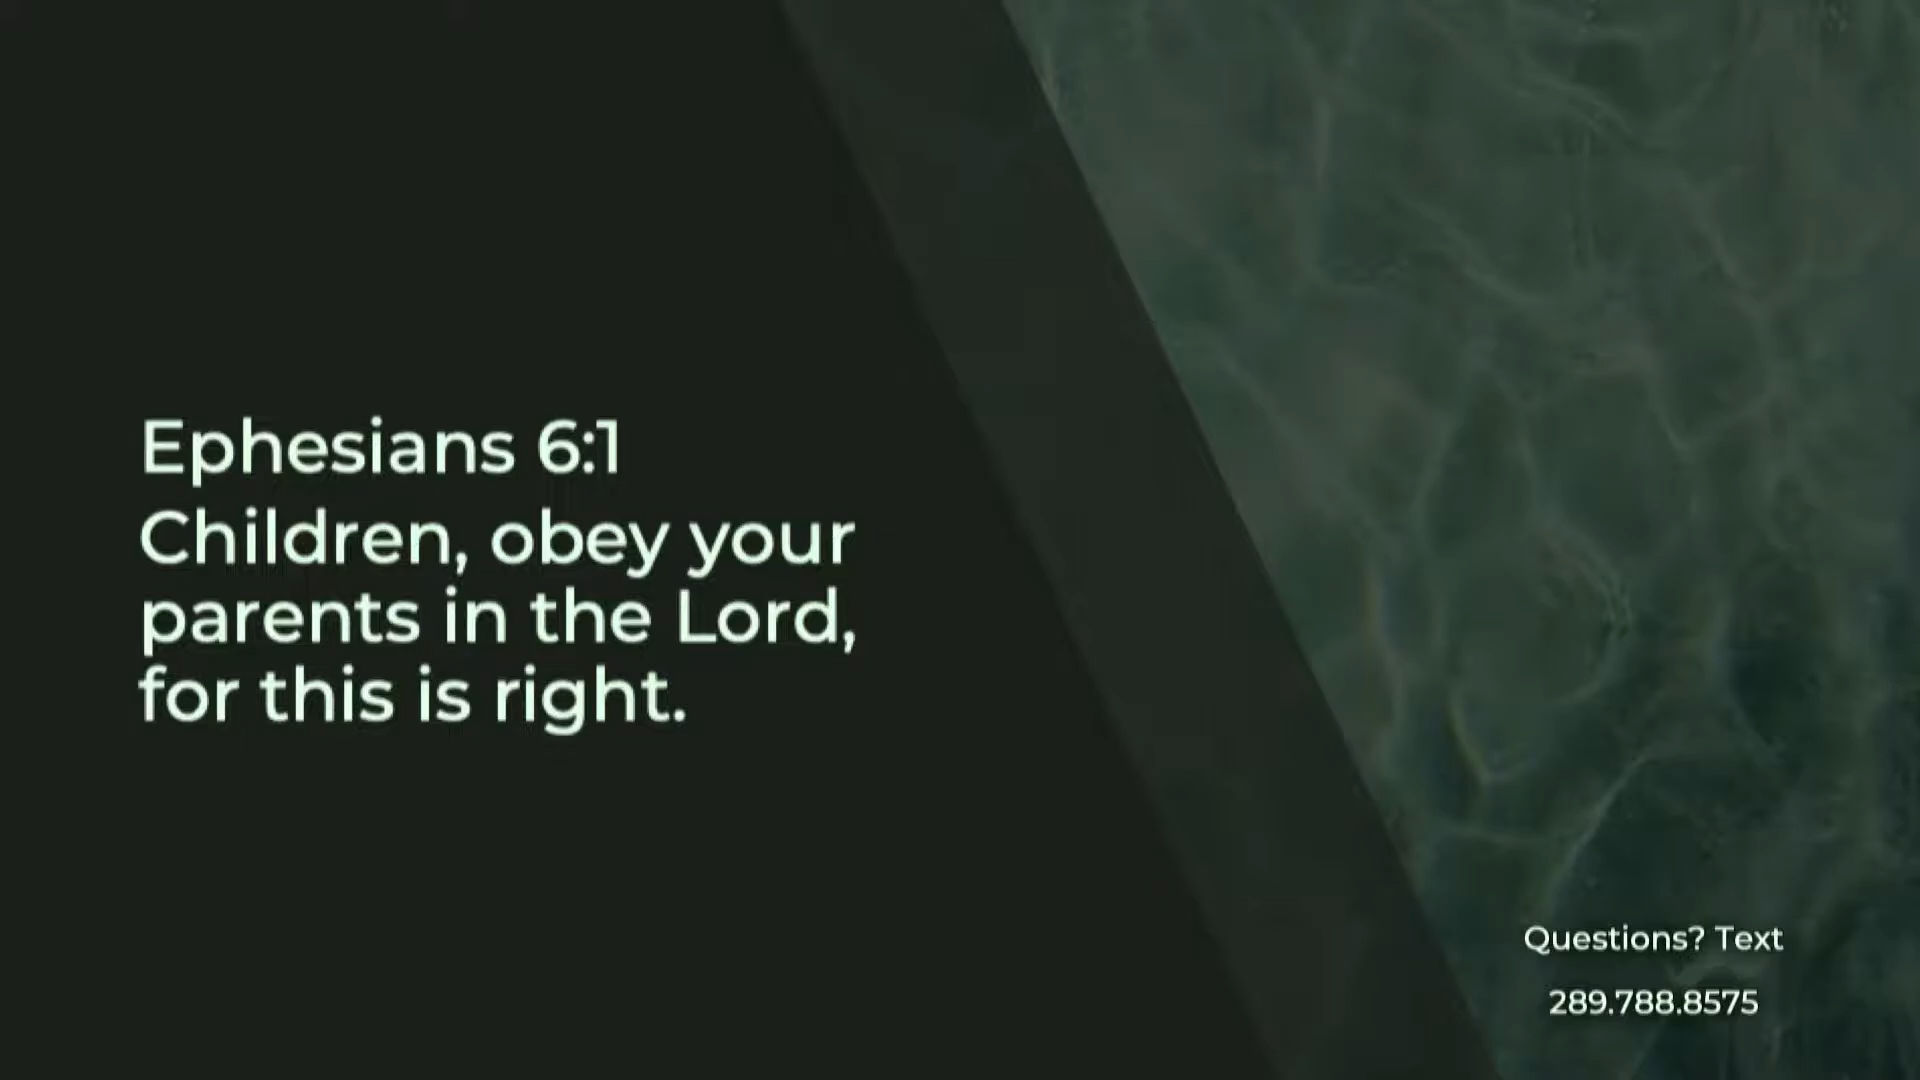 Ephesians 6:1
Children, obey your
parents in the Lord,
for this is right.
Questions? Text
289.788.8575